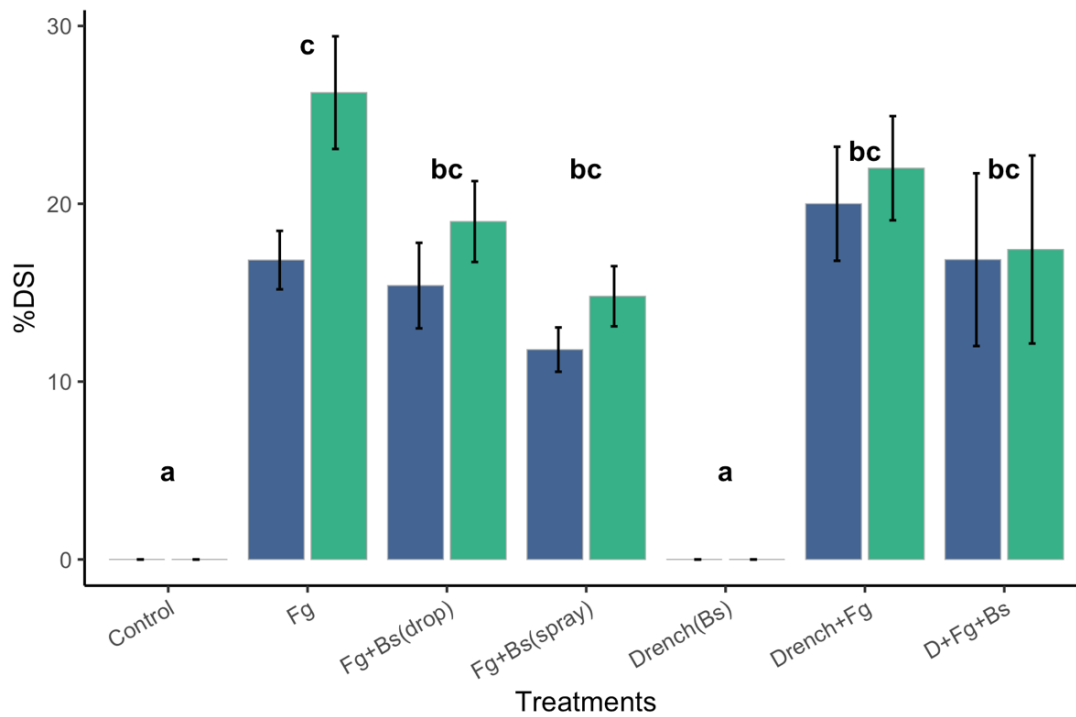 30
20
10
0
%DSI
c
bc
bc
bc
bc
a
a
Control
Fg
Fg+Bs(drop)
Fg+Bs(spray)
Drench(Bs)
Drench+Fg
D+Fg+Bs
Treatments